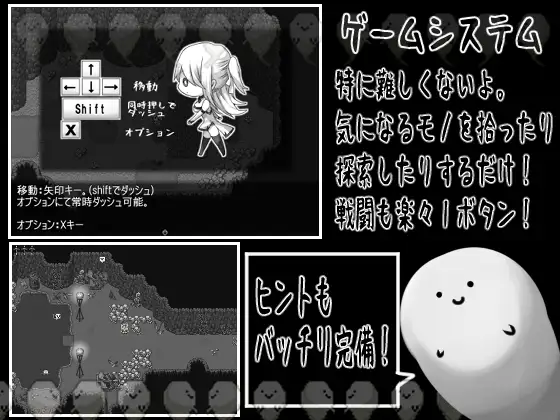 ゲームシステム
特に難しくないよ。
気になるモノを拾ったり
探索したりするだけ！
戦闘も楽々1ボタン！
↑
← ↓ →
移動
Shift
同時押しで
ダッシュ
X
オプション
移動：矢印キー。(shiftでダッシュ)
オプションにて常時ダッシュ可能。
オプション：Xキー
ヒントも
バッチリ完備！